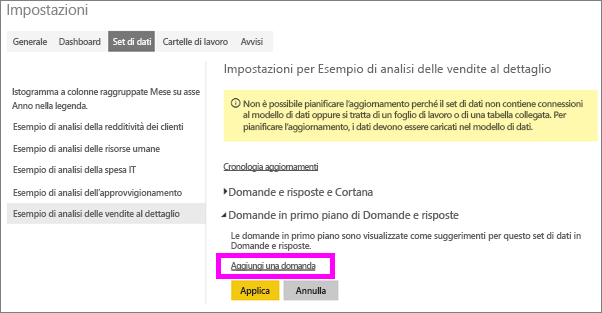 Impostazioni
Generale Dashboard Set di dati Cartelle di lavoro Avvisi
Istogramma a colonne raggruppate Mese su asse
Anno nella legenda.
Esempio di analisi della redditività dei clienti
Esempio di analisi delle risorse umane
Esempio di analisi della spesa IT
Esempio di analisi dell'approvvigionamento
Esempio di analisi delle vendite al dettaglio
Impostazioni per Esempio di analisi delle vendite al dettaglio
Non è possibile pianificare l'aggiornamento perché il set di dati non contiene connessioni
al modello di dati oppure si tratta di un foglio di lavoro o di una tabella collegata. Per
pianificare l'aggiornamento, i dati devono essere caricati nel modello di dati.
Cronologia aggiornamenti
Domande e risposte e Cortana
Domande in primo piano di Domande e risposte
Le domande in primo piano sono visualizzate come suggerimenti per questo set di dati in
Domande e risposte.
Aggiungi una domanda
Applica Annulla